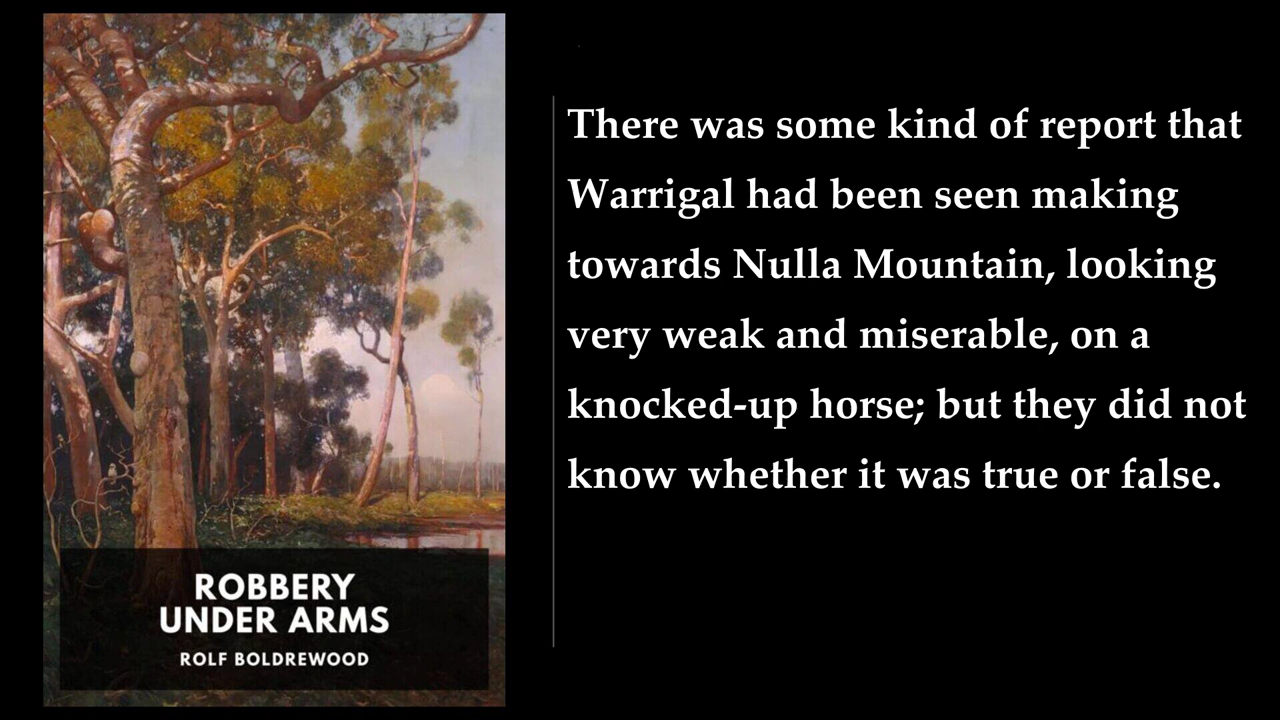 ROBBERY
UNDER ARMS
ROLF BOLDREWOOD
There was some kind of report that
Warrigal had been seen making
towards Nulla Mountain, looking
very weak and miserable, on a
knocked-up horse; but they did not
know whether it was true or false.